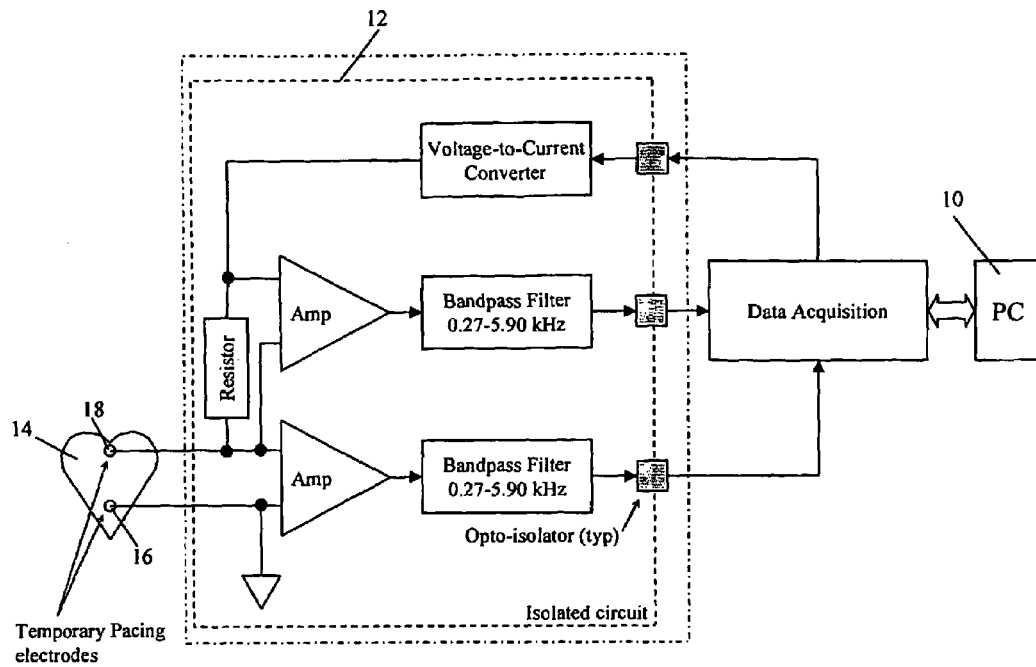 12
Voltage-to-Current
Converter
10
Amp
Bandpass Filter
0.27-5.90 kHz
Data Acquisition
PC
Resistor
14
18
Amp
Bandpass Filter
0.27-5.90 kHz
16
Opto-isolator (typ)
Isolated circuit
Temporary Pacing
electrodes